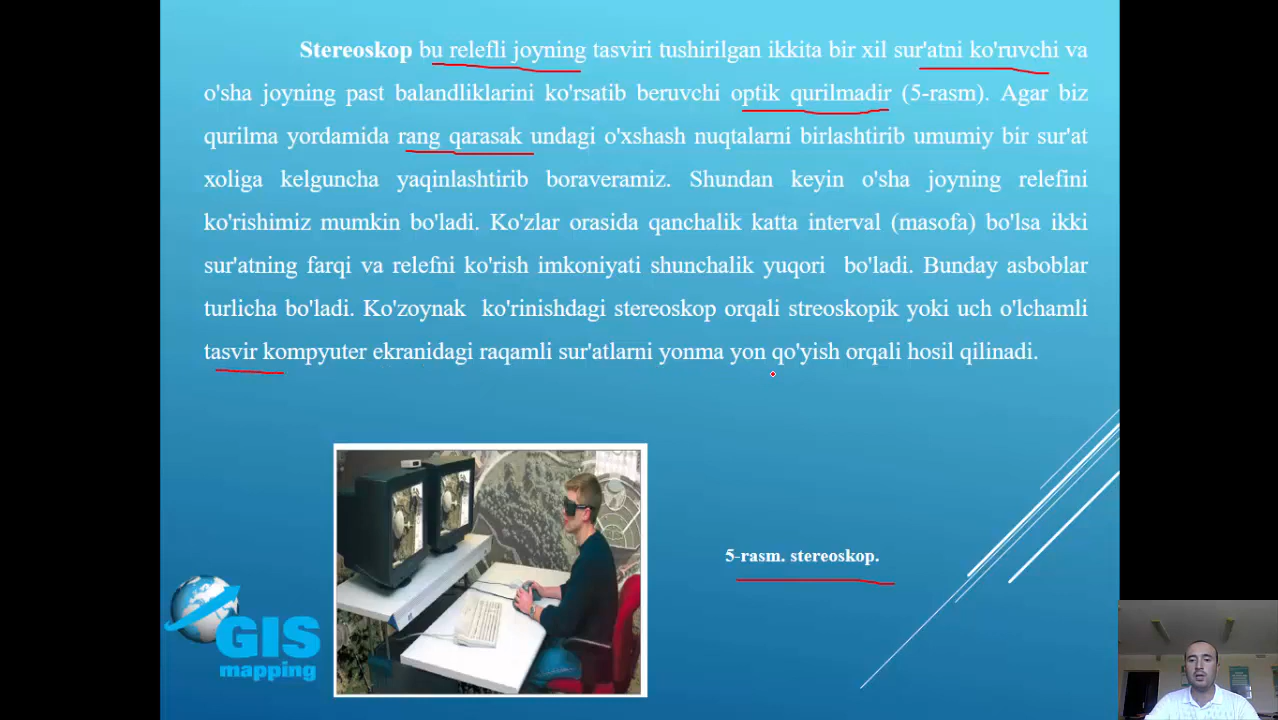 Stereoskop bu relefli joyning tasviri tushirilgan ikkita bir xil sur'atni ko'ruvchi va
o'sha joyning past balandliklarini ko'rsatib beruvchi optik qurilmadir (5-rasm). Agar biz
qurilma yordamida rang qarasak undagi o'xshash nuqtalarni birlashtirib umumiy bir sur'at
xoliga kelguncha yaqinlashtirib boraveramiz. Shundan keyin o'sha joyning relefini
ko'rishimiz mumkin bo'ladi. Ko'zlar orasida qanchalik katta interval (masofa) bo'lsa ikki
sur'atning farqi va relefni ko'rish imkoniyati shunchalik yuqori bo'ladi. Bunday asboblar
turlicha bo'ladi. Ko'zoynak ko'rinishdagi stereoskop orqali streoskopik yoki uch o'lchamli
tasvir kompyuter ekranidagi raqamli sur'atlarni yonma yon qo'yish orqali hosil qilinadi.
5-rasm. stereoskop.
GIS
mapping